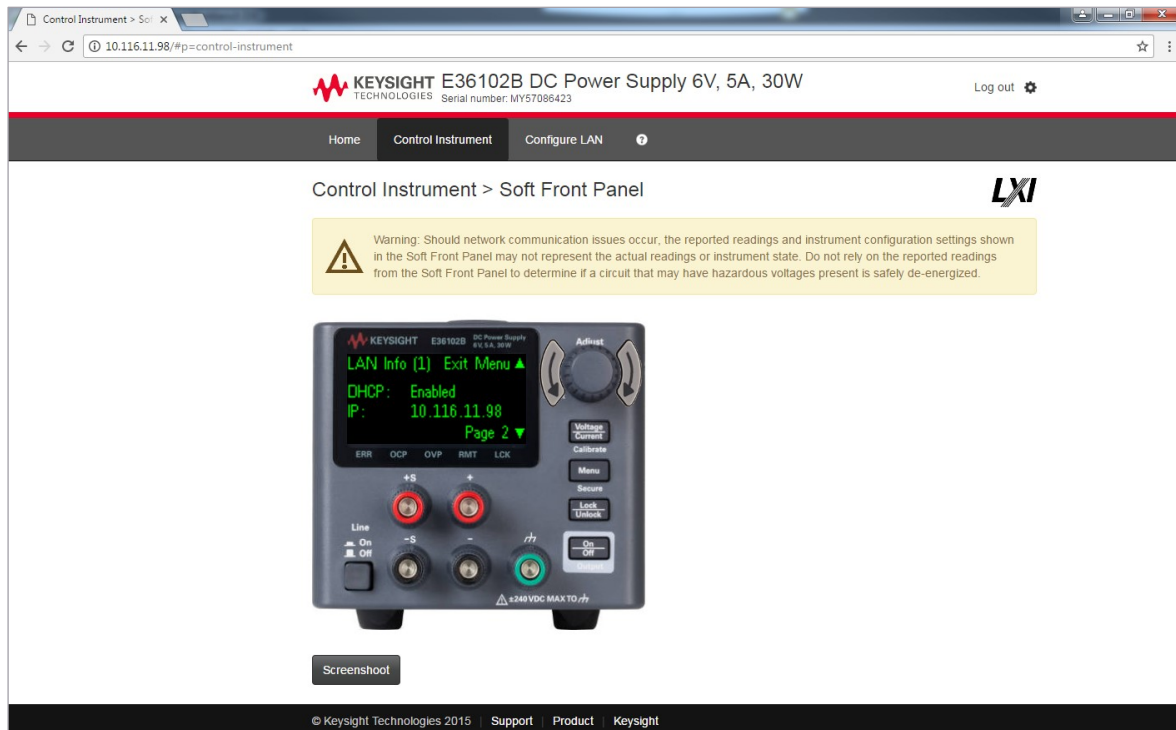 Control Instrument > So
10.116.11.98/#p=control-instrument
KEYSIGHT
TECHNOLOGIES
E36102B DC Power Supply 6V, 5A, 30W
Serial number: MY57086423
Log out
Home Control Instrument Configure LAN ?
Control Instrument > Soft Front Panel
LXI
Warning: Should network communication issues occur, the reported readings and instrument configuration settings shown
in the Soft Front Panel may not represent the actual readings or instrument state. Do not rely on the reported readings
from the Soft Front Panel to determine if a circuit that may have hazardous voltages present is safely de-energized.
KEYSIGHT E36102B DC Power Supply
6V, 5A, 30W
Adjust
LAN Info (1) Exit Menu ▲
DHCP: Enabled
IP: 10.116.11.98
Page 2 ▼
ERR OCP OVP RMT LCK
Voltage
Current
Calibrate
Menu
Secure
Lock
Unlock
On
Off
Output
+S +
Line
On
Off
-S -
±240 VDC MAX TO
Screenshoot
© Keysight Technologies 2015 | Support | Product | Keysight